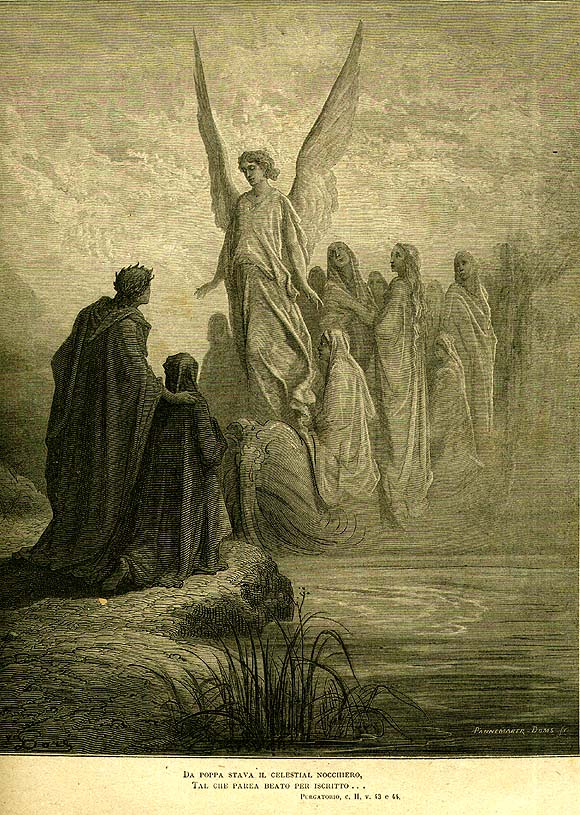 PANNEMAKER-DOMS sc
DA POPPA STAVA IL CELESTIAL NOCCHIERO,
TAL CHE PAREA BEATO PER ISCRITTO...
PURGATORIO, c. II, v. 43 e 44.